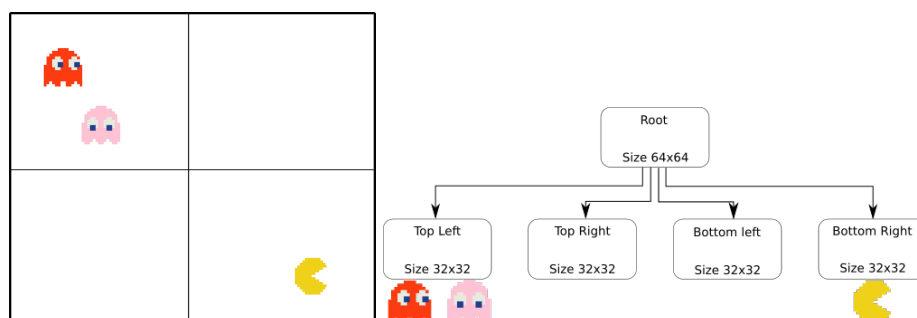 Root
Size 64x64
Top Left
Size 32x32
Top Right
Size 32x32
Bottom left
Size 32x32
Bottom Right
Size 32x32